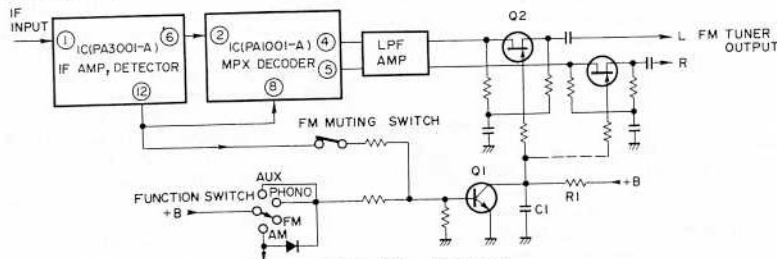 IF
INPUT
1
6
IC(PA3001-A)
IF AMP, DETECTOR
12
2
4
IC(PA1001-A)
5
MPX DECODER
8
LPF
AMP
Q2
L FM TUNER
OUTPUT
R
FM MUTING SWITCH
AUX
PHONO
FUNCTION SWITCH
+B
FM
AM
Q1
R1
+B
C1